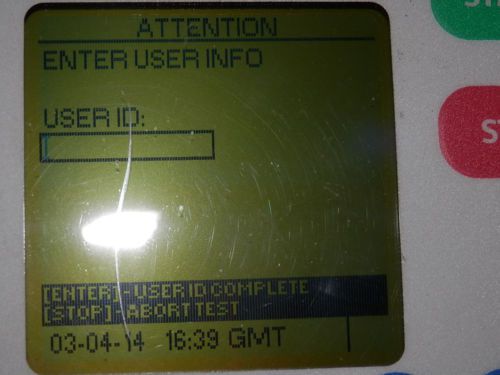 ATTENTION
ENTER USER INFO
USER ID:
[ENTER]-USER ID COMPLETE
[STOP]-ABORT TEST
03-04-14 16:39 GMT
ST